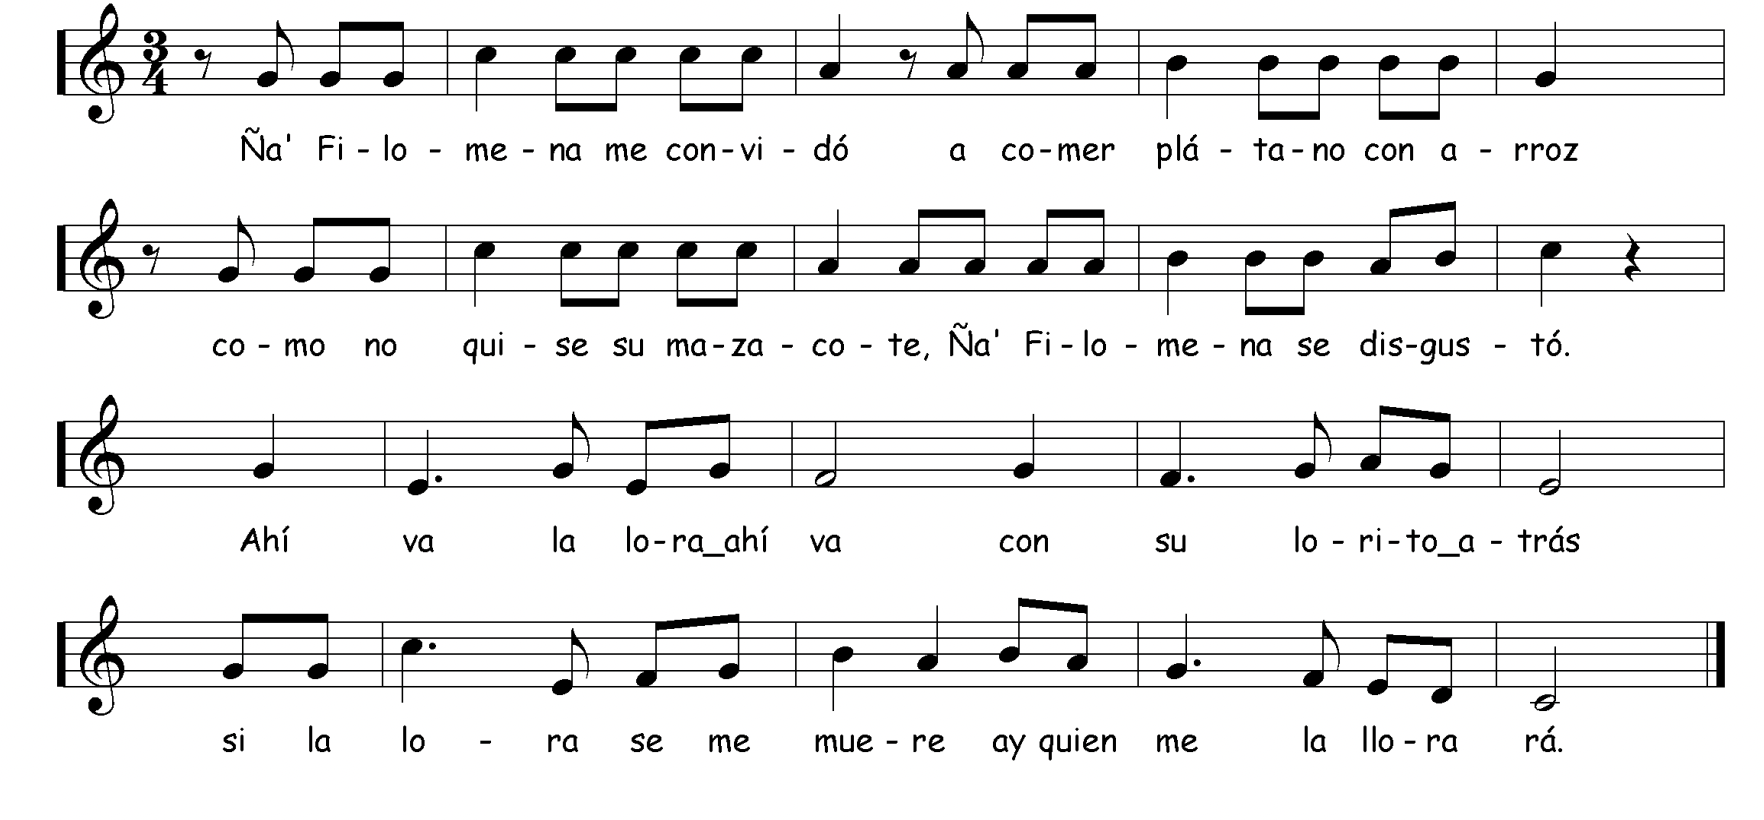 3
4
Ña' Fi - lo - me - na me con - vi - dó a co - mer plá - ta - no con a - rroz
co - mo no qui - se su ma - za - co - te, Ña' Fi - lo - me - na se dis - gus - tó.
Ahí va la lo - ra_ahí va con su lo - ri - to_a - trás
si la lo - ra se me mue - re ay quien me la llo - ra rá.